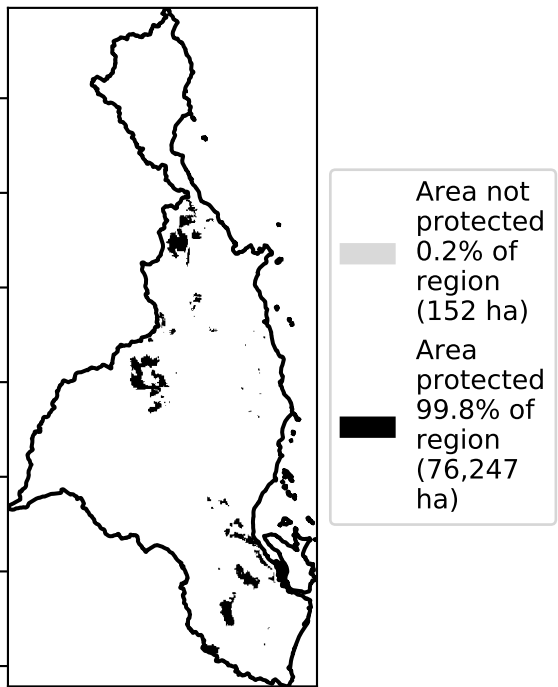 Area not
protected
0.2% of
region
(152 ha)
Area
protected
99.8% of
region
(76,247
ha)